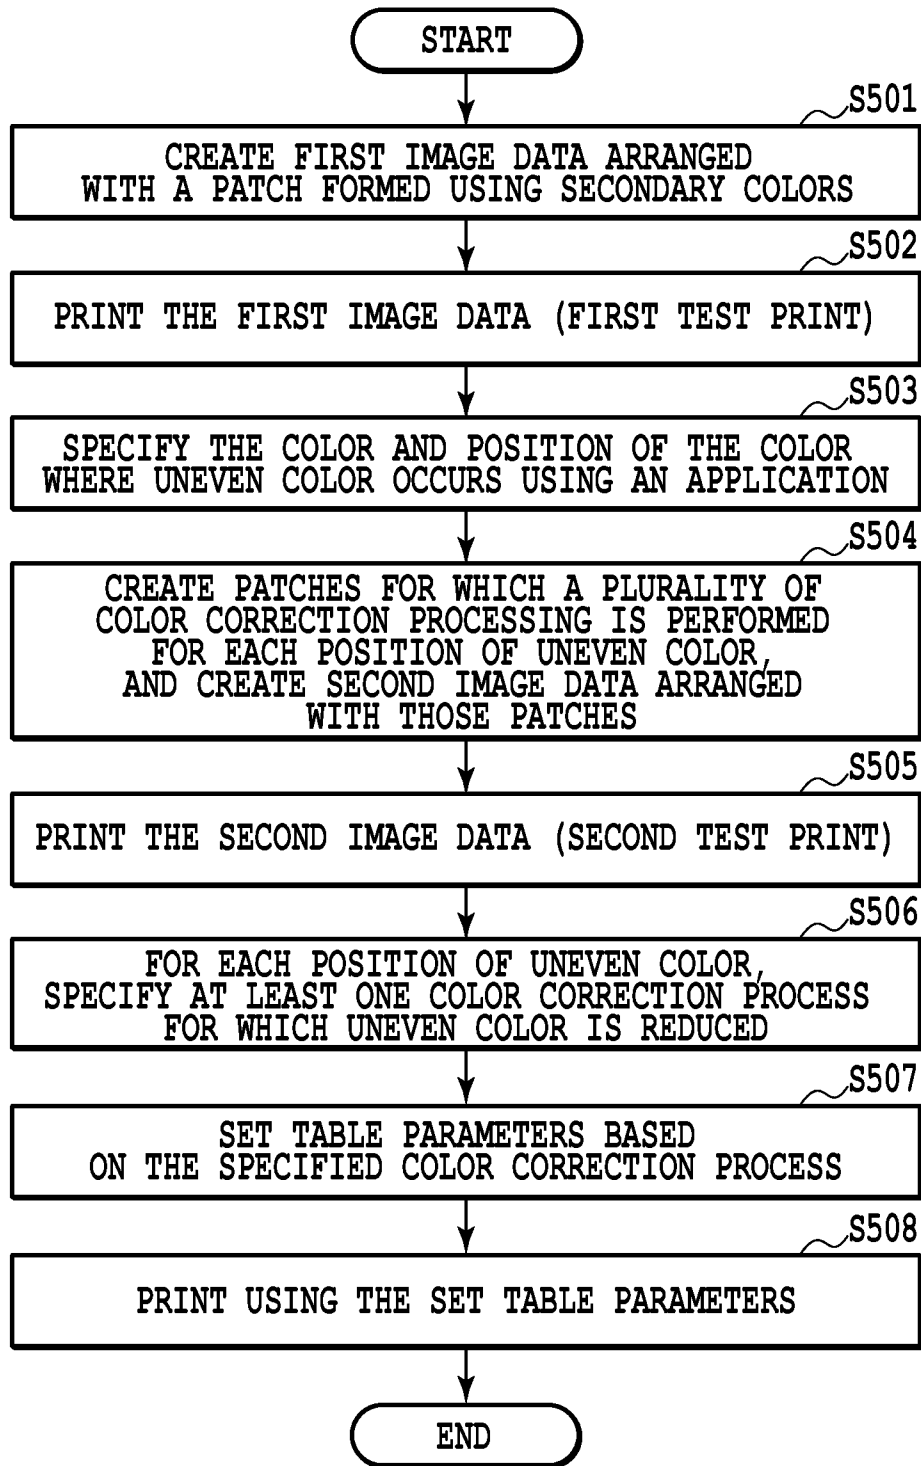 START
S501
CREATE FIRST IMAGE DATA ARRANGED
WITH A PATCH FORMED USING SECONDARY COLORS
S502
PRINT THE FIRST IMAGE DATA (FIRST TEST PRINT)
S503
SPECIFY THE COLOR AND POSITION OF THE COLOR
WHERE UNEVEN COLOR OCCURS USING AN APPLICATION
S504
CREATE PATCHES FOR WHICH A PLURALITY OF
COLOR CORRECTION PROCESSING IS PERFORMED
FOR EACH POSITION OF UNEVEN COLOR,
AND CREATE SECOND IMAGE DATA ARRANGED
WITH THOSE PATCHES
S505
PRINT THE SECOND IMAGE DATA (SECOND TEST PRINT)
S506
FOR EACH POSITION OF UNEVEN COLOR,
SPECIFY AT LEAST ONE COLOR CORRECTION PROCESS
FOR WHICH UNEVEN COLOR IS REDUCED
S507
SET TABLE PARAMETERS BASED
ON THE SPECIFIED COLOR CORRECTION PROCESS
S508
PRINT USING THE SET TABLE PARAMETERS
END